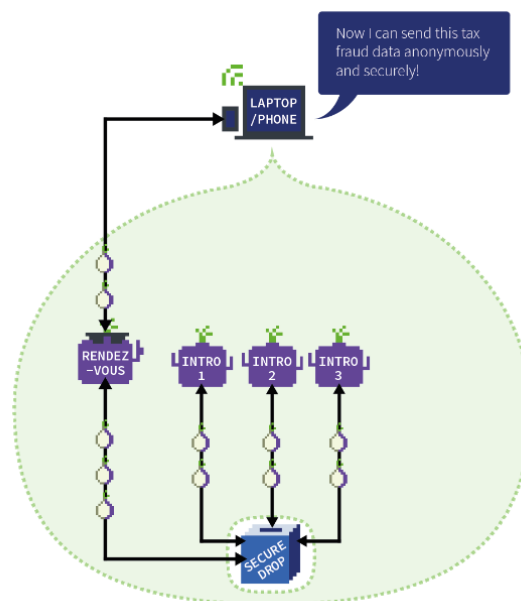 Now I can send this tax
fraud data anonymously
and securely!
LAPTOP
/PHONE
RENDEZ
-VOUS
INTRO
1
INTRO
2
INTRO
3
SECURE
DROP